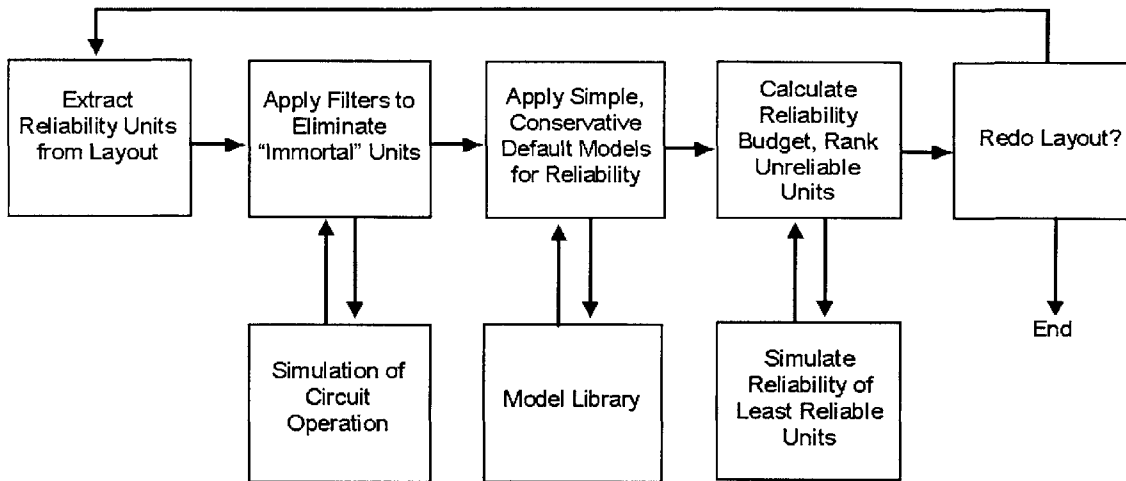 Extract
Reliability Units
from Layout
Apply Filters to
Eliminate
“Immortal” Units
Apply Simple,
Conservative
Default Models
for Reliability
Calculate
Reliability
Budget, Rank
Unreliable
Units
Redo Layout?
Simulation of
Circuit
Operation
Model Library
Simulate
Reliability of
Least Reliable
Units
End